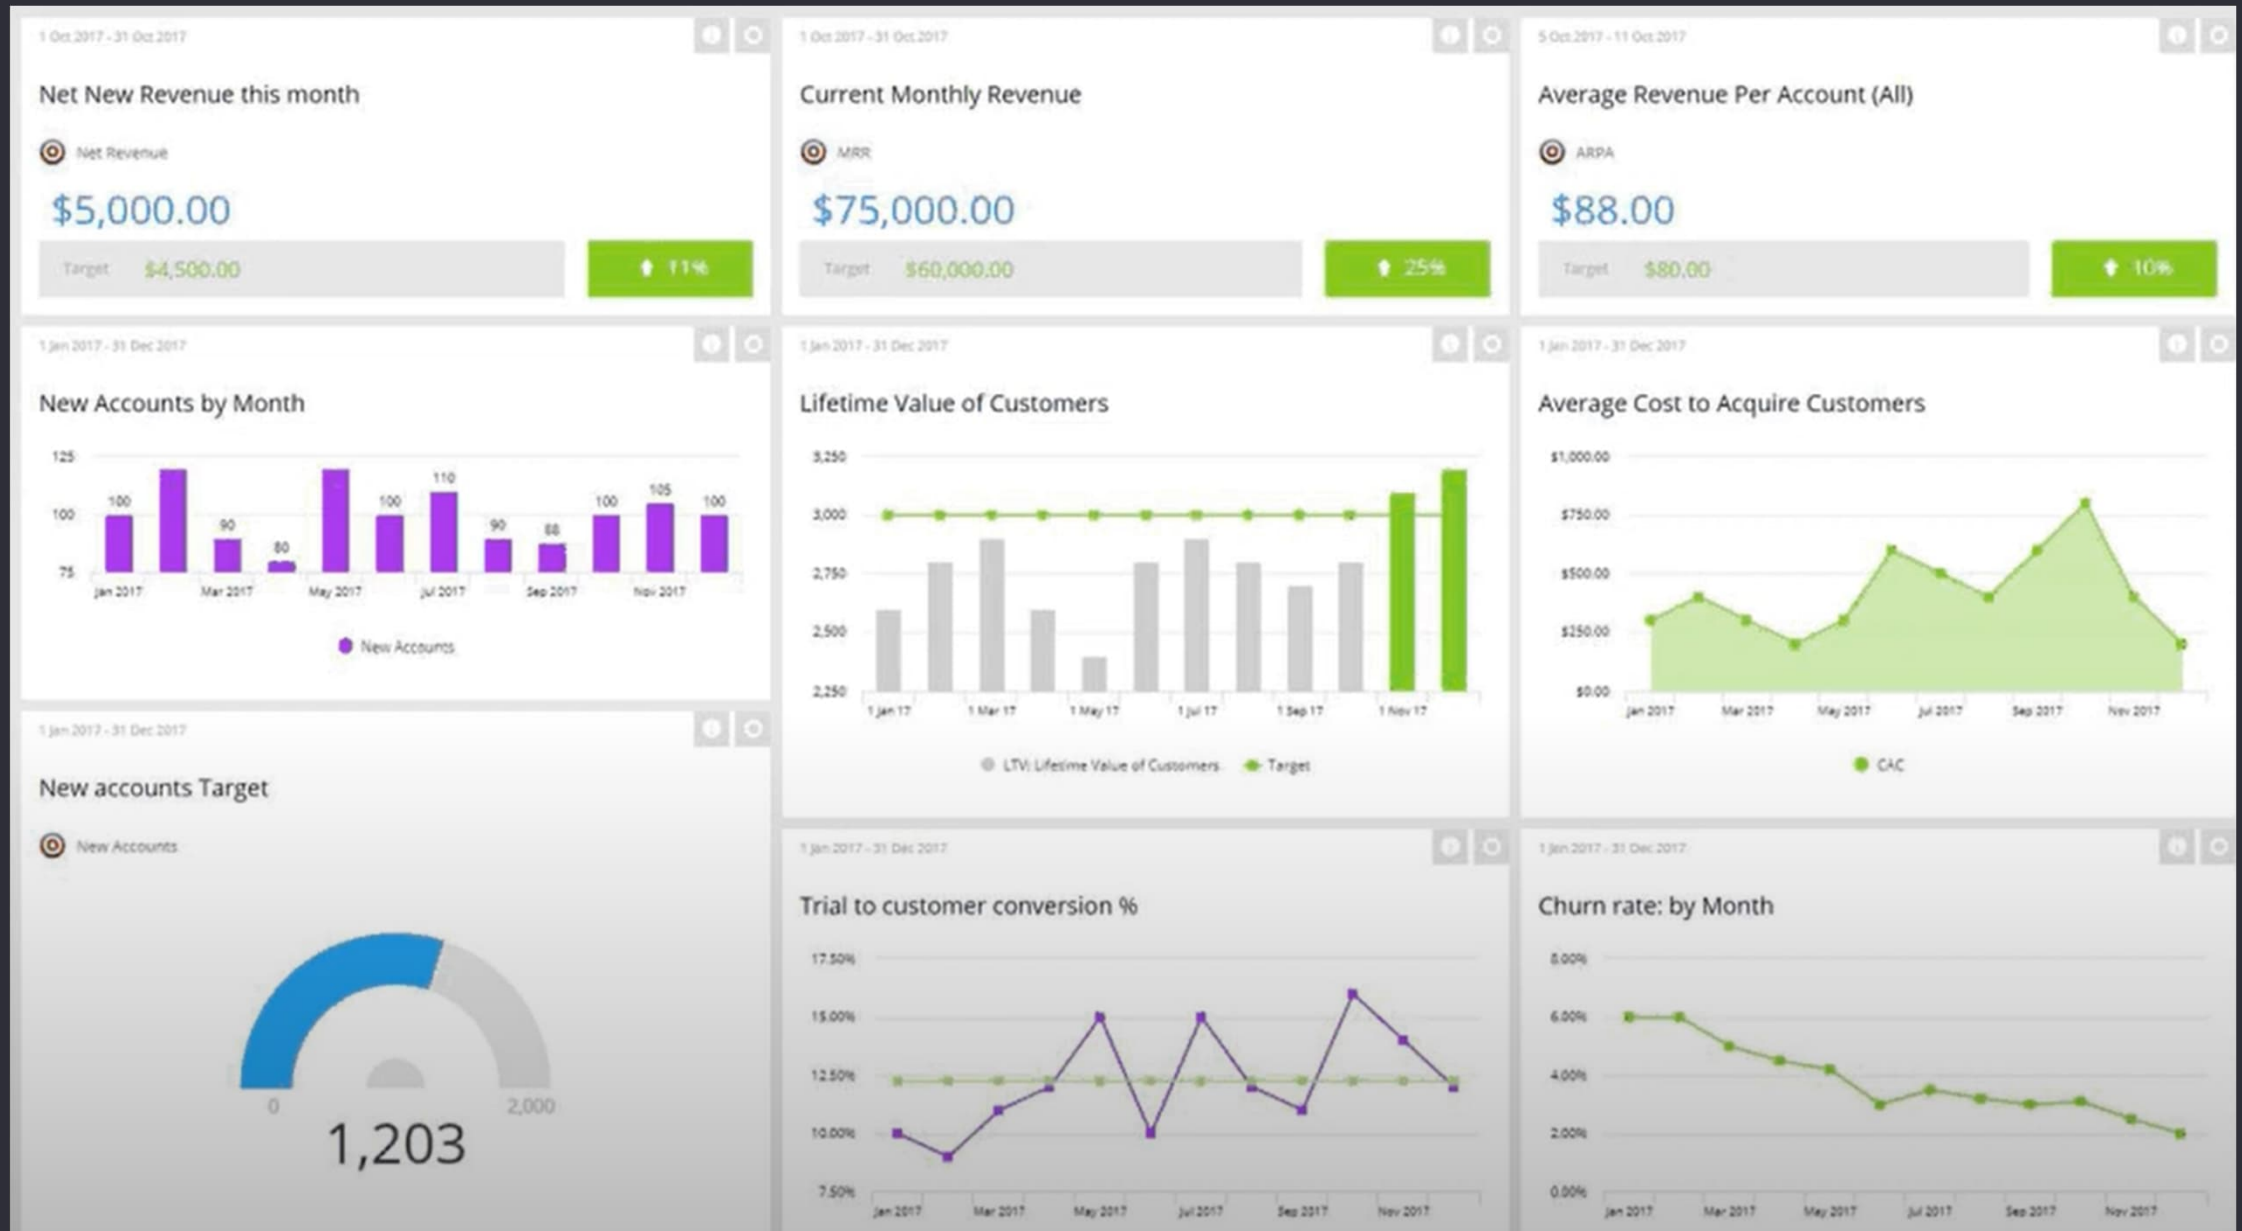 1 Oct 2017 - 31 Oct 2017
Net New Revenue this month
Net Revenue
$5,000.00
Target $4,500.00
11%
1 Oct 2017 - 31 Oct 2017
Current Monthly Revenue
MRR
$75,000.00
Target $60,000.00
25%
5 Oct 2017 - 11 Oct 2017
Average Revenue Per Account (All)
ARPA
$88.00
Target $80.00
10%
1 Jan 2017 - 31 Dec 2017
New Accounts by Month
125
100
75
100
90
80
100
110
90
88
100
105
100
Jan 2017 Mar 2017 May 2017 Jul 2017 Sep 2017 Nov 2017
New Accounts
1 Jan 2017 - 31 Dec 2017
Lifetime Value of Customers
3,250
3,000
2,750
2,500
2,250
1 Jan 17 1 Mar 17 1 May 17 1 Jul 17 1 Sep 17 1 Nov 17
LTV: Lifetime Value of Customers Target
1 Jan 2017 - 31 Dec 2017
Average Cost to Acquire Customers
$1,000.00
$750.00
$500.00
$250.00
$0.00
Jan 2017 Mar 2017 May 2017 Jul 2017 Sep 2017 Nov 2017
CAC
1 Jan 2017 - 31 Dec 2017
New accounts Target
New Accounts
0 2,000
1,203
1 Jan 2017 - 31 Dec 2017
Trial to customer conversion %
17.50%
15.00%
12.50%
10.00%
7.50%
Jan 2017 Mar 2017 May 2017 Jul 2017 Sep 2017 Nov 2017
1 Jan 2017 - 31 Dec 2017
Churn rate: by Month
8.00%
6.00%
4.00%
2.00%
0.00%
Jan 2017 Mar 2017 May 2017 Jul 2017 Sep 2017 Nov 2017